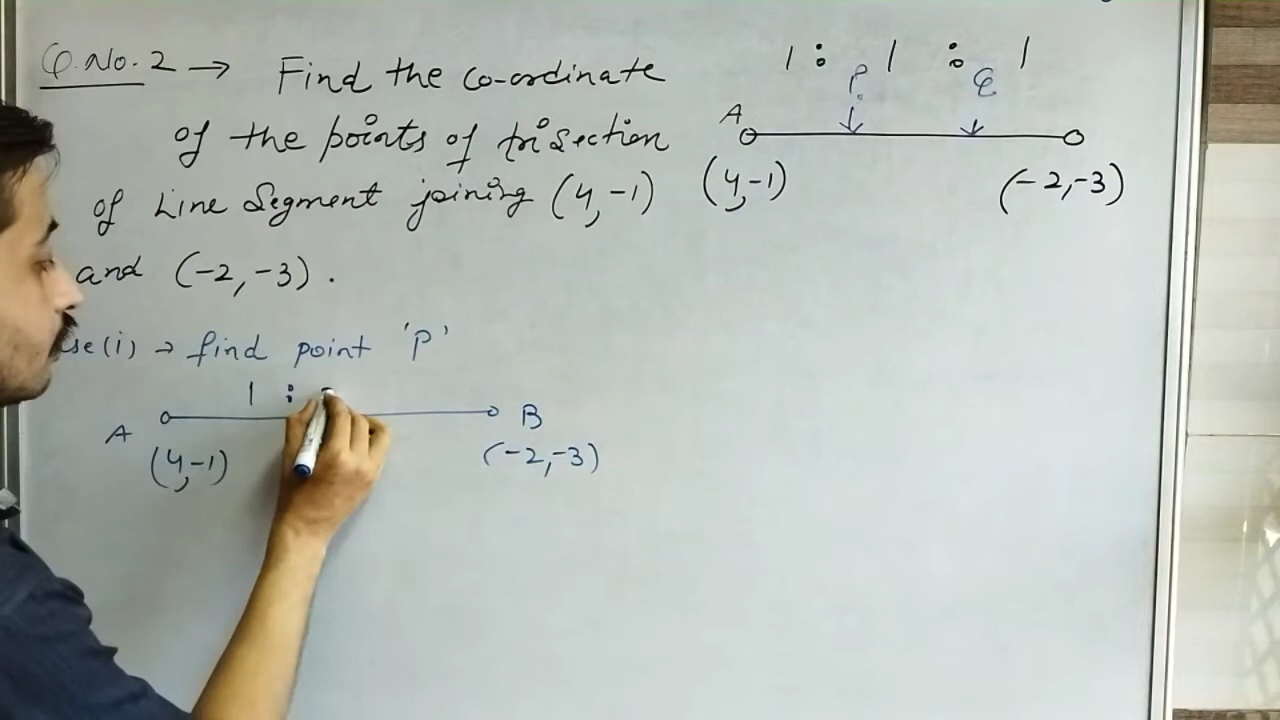 Q.No.2 → Find the co-ordinate
of the points of trisection
of Line Segment joining (4,-1)
and (-2,-3).
1 : 1 : 1
P Q
A
(4,-1) (-2,-3)
(i) → find point 'P'
1 :
A B
(4,-1) (-2,-3)